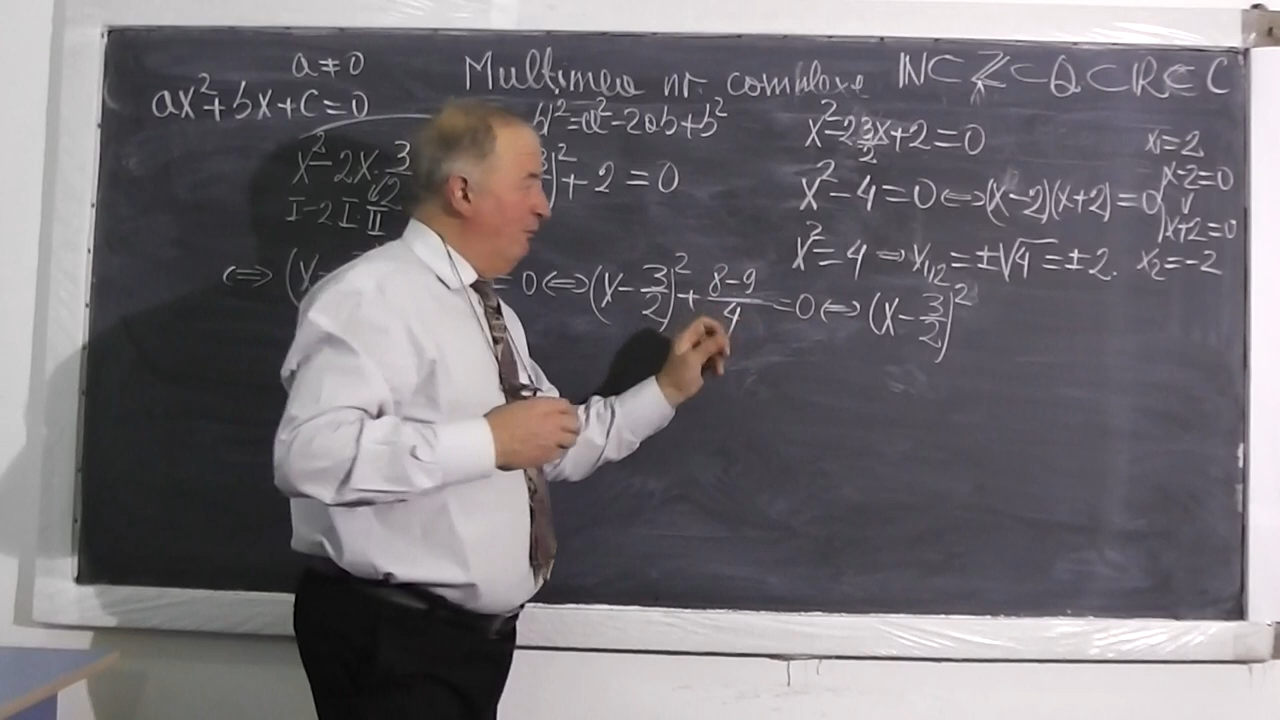 a≠0
ax²+bx+c=0
Multimea nr. complexe
ℕ⊂ℤ⊂ℚ⊂ℝ⊂ℂ
b)²=a²-2ab+b²
x²-2x·3/2
)²+2=0
I-2I·II
⇔(x-
=0⇔(x-3/2)²+(8-9)/4=0⇔(x-3/2)²
x²-2·3/2x+2=0
x²-4=0⇔(x-2)(x+2)=0
x²=4⇒x₁,₂=±√4=±2.
x₁=2
x-2=0
∨
x+2=0
x₂=-2